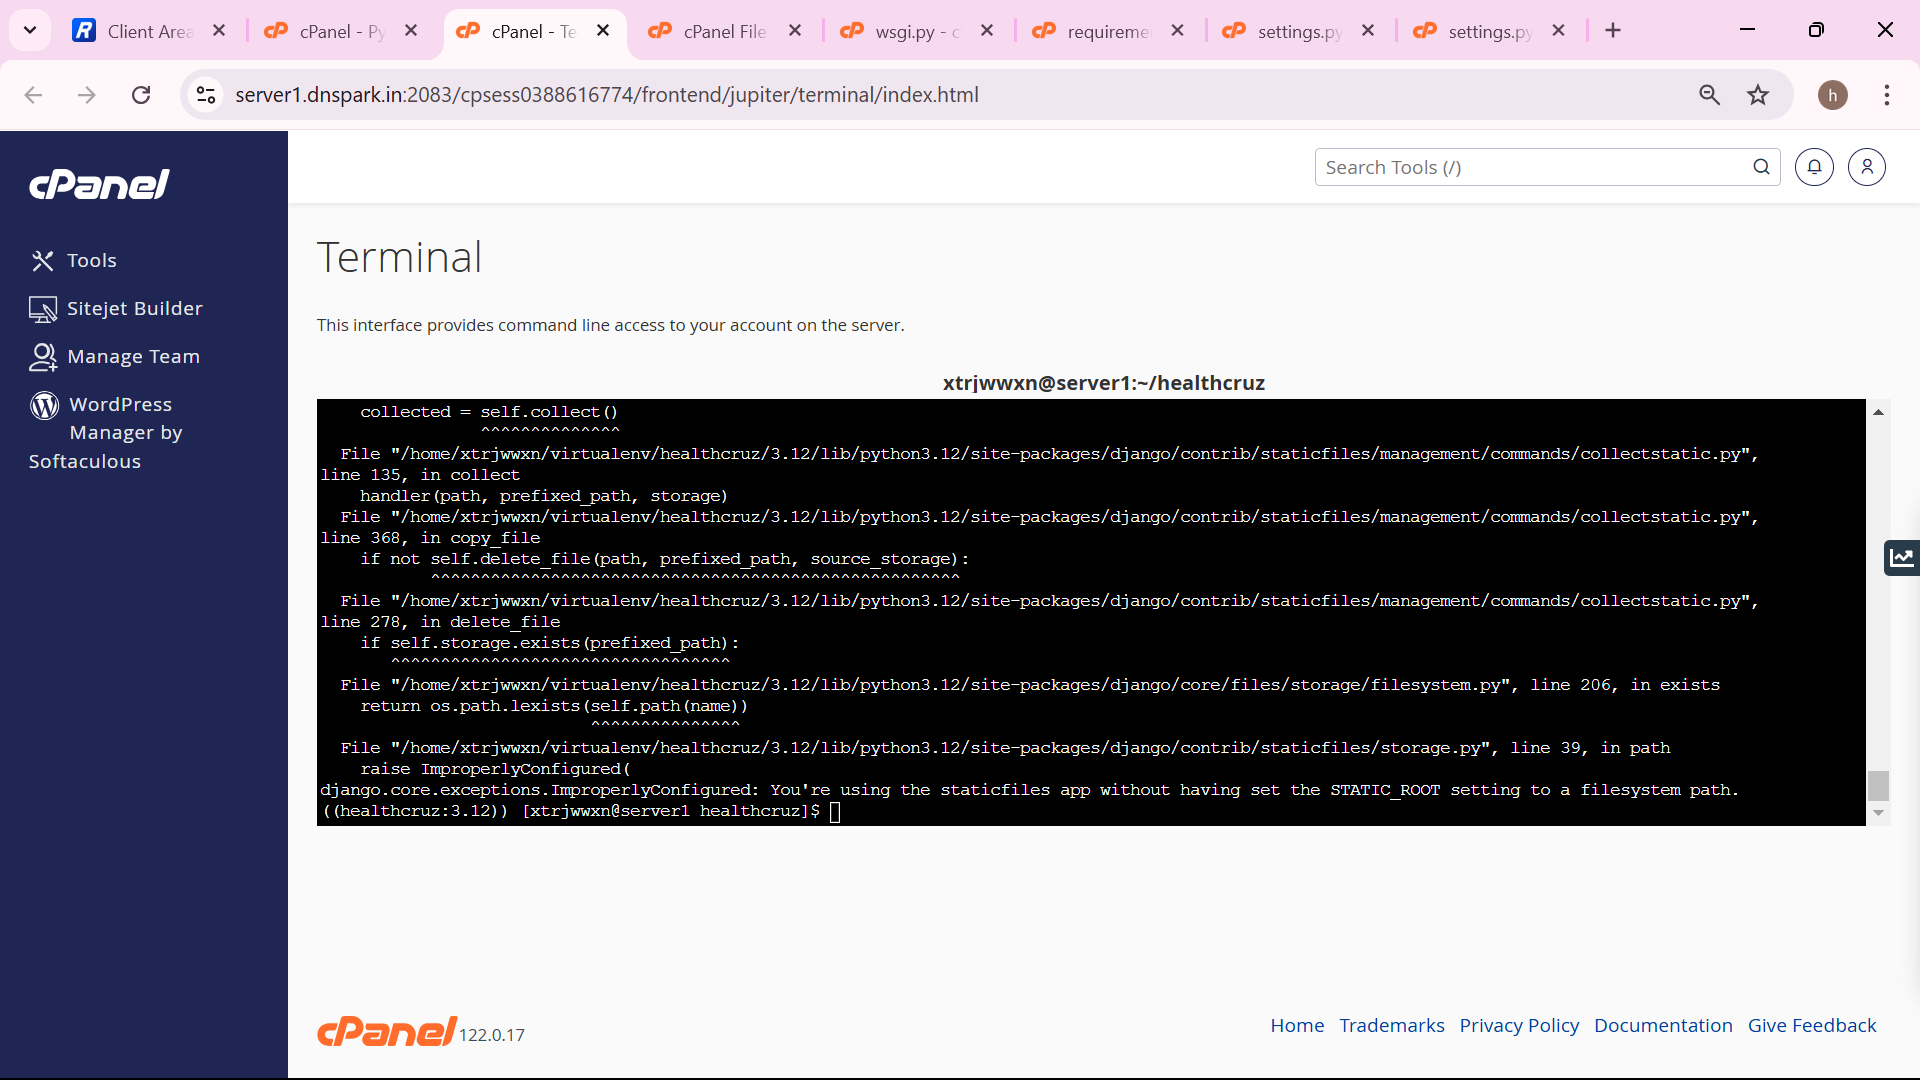 Client Area
cPanel - Py
cPanel - Te
cPanel File
wsgi.py - c
requireme
settings.py
settings.py
server1.dnspark.in:2083/cpsess0388616774/frontend/jupiter/terminal/index.html
h
cPanel
Search Tools (/)
Tools
Sitejet Builder
Manage Team
WordPress
Manager by
Softaculous
Terminal
This interface provides command line access to your account on the server.
xtrjwwxn@server1:~/healthcruz
collected = self.collect()
^^^^^^^^^^^^^^
File "/home/xtrjwwxn/virtualenv/healthcruz/3.12/lib/python3.12/site-packages/django/contrib/staticfiles/management/commands/collectstatic.py",
line 135, in collect
handler(path, prefixed_path, storage)
File "/home/xtrjwwxn/virtualenv/healthcruz/3.12/lib/python3.12/site-packages/django/contrib/staticfiles/management/commands/collectstatic.py",
line 368, in copy_file
if not self.delete_file(path, prefixed_path, source_storage):
^^^^^^^^^^^^^^^^^^^^^^^^^^^^^^^^^^^^^^^^^^^^^^^^^^^^^
File "/home/xtrjwwxn/virtualenv/healthcruz/3.12/lib/python3.12/site-packages/django/contrib/staticfiles/management/commands/collectstatic.py",
line 278, in delete_file
if self.storage.exists(prefixed_path):
^^^^^^^^^^^^^^^^^^^^^^^^^^^^^^^^^^
File "/home/xtrjwwxn/virtualenv/healthcruz/3.12/lib/python3.12/site-packages/django/core/files/storage/filesystem.py", line 206, in exists
return os.path.lexists(self.path(name))
^^^^^^^^^^^^^^^
File "/home/xtrjwwxn/virtualenv/healthcruz/3.12/lib/python3.12/site-packages/django/contrib/staticfiles/storage.py", line 39, in path
raise ImproperlyConfigured(
django.core.exceptions.ImproperlyConfigured: You're using the staticfiles app without having set the STATIC_ROOT setting to a filesystem path.
((healthcruz:3.12)) [xtrjwwxn@server1 healthcruz]$
cPanel 122.0.17
Home Trademarks Privacy Policy Documentation Give Feedback